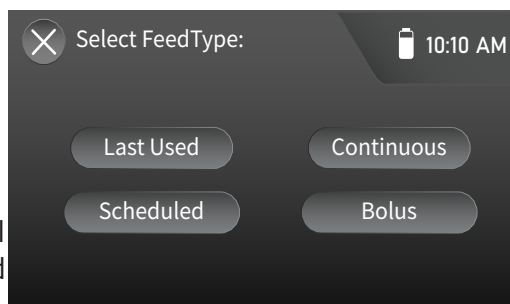 Select FeedType:
10:10 AM
Last Used
Continuous
Scheduled
Bolus